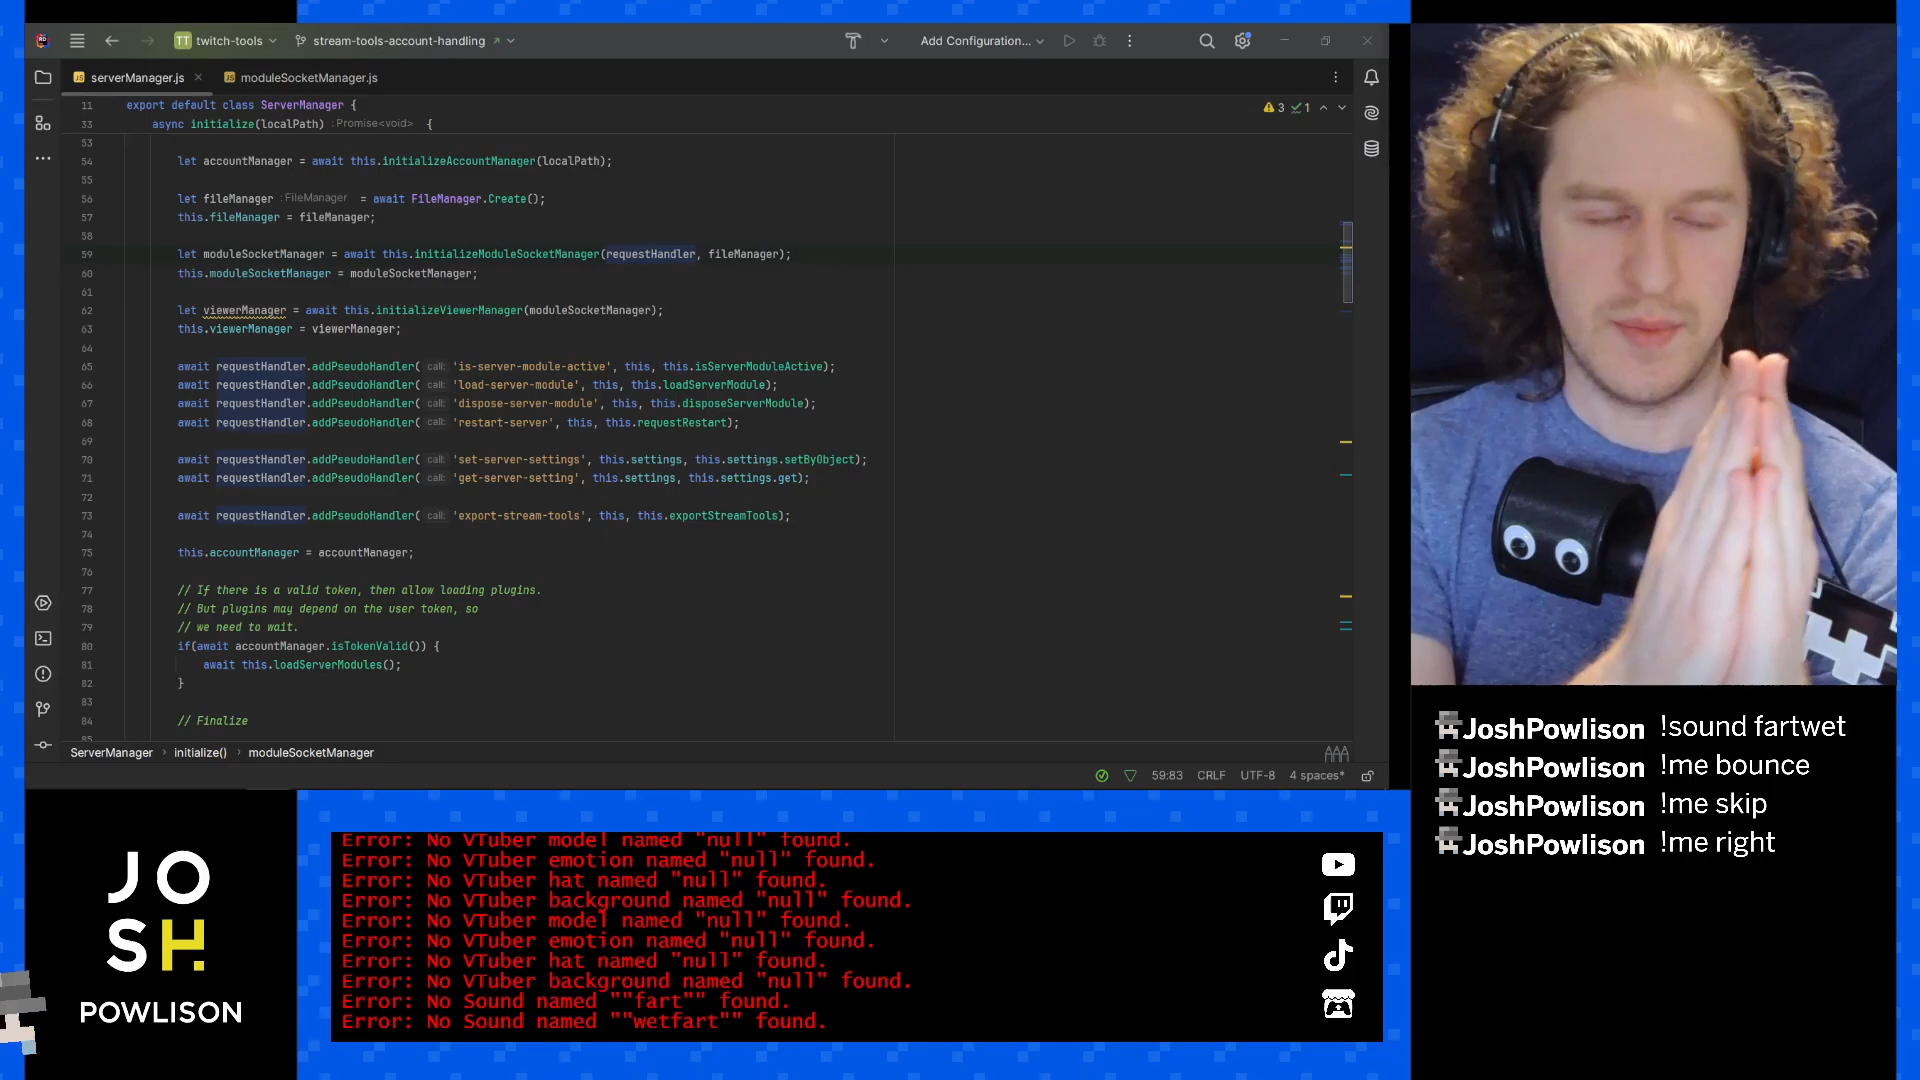 TT twitch-tools
stream-tools-account-handling
Add Configuration...
serverManager.js
moduleSocketManager.js
11 export default class ServerManager {
33 async initialize(localPath) :Promise<void> {
3 1
53
54 let accountManager = await this.initializeAccountManager(localPath);
55
56 let fileManager :FileManager = await FileManager.Create();
57 this.fileManager = fileManager;
58
59 let moduleSocketManager = await this.initializeModuleSocketManager(requestHandler, fileManager);
60 this.moduleSocketManager = moduleSocketManager;
61
62 let viewerManager = await this.initializeViewerManager(moduleSocketManager);
63 this.viewerManager = viewerManager;
64
65 await requestHandler.addPseudoHandler( call: 'is-server-module-active', this, this.isServerModuleActive);
66 await requestHandler.addPseudoHandler( call: 'load-server-module', this, this.loadServerModule);
67 await requestHandler.addPseudoHandler( call: 'dispose-server-module', this, this.disposeServerModule);
68 await requestHandler.addPseudoHandler( call: 'restart-server', this, this.requestRestart);
69
70 await requestHandler.addPseudoHandler( call: 'set-server-settings', this.settings, this.settings.setByObject);
71 await requestHandler.addPseudoHandler( call: 'get-server-setting', this.settings, this.settings.get);
72
73 await requestHandler.addPseudoHandler( call: 'export-stream-tools', this, this.exportStreamTools);
74
75 this.accountManager = accountManager;
76
77 // If there is a valid token, then allow loading plugins.
78 // But plugins may depend on the user token, so
79 // we need to wait.
80 if(await accountManager.isTokenValid()) {
81 await this.loadServerModules();
82 }
83
84 // Finalize
85
ServerManager › initialize() › moduleSocketManager
59:83 CRLF UTF-8 4 spaces*
JoshPowlison !sound fartwet
JoshPowlison !me bounce
JoshPowlison !me skip
JoshPowlison !me right
JO
SH.
POWLISON
Error: No VTuber model named "null" found.
Error: No VTuber emotion named "null" found.
Error: No VTuber hat named "null" found.
Error: No VTuber background named "null" found.
Error: No VTuber model named "null" found.
Error: No VTuber emotion named "null" found.
Error: No VTuber hat named "null" found.
Error: No VTuber background named "null" found.
Error: No Sound named ""fart"" found.
Error: No Sound named ""wetfart"" found.